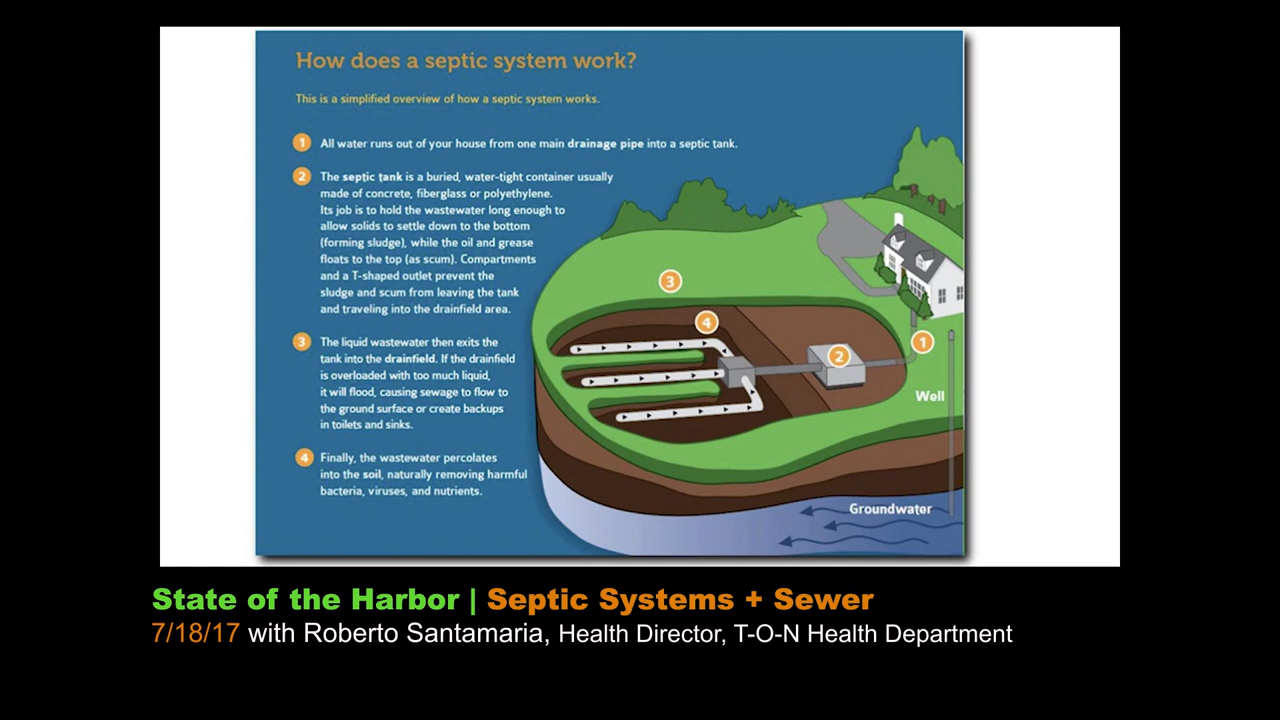 How does a septic system work?
This is a simplified overview of how a septic system works.
1 All water runs out of your house from one main drainage pipe into a septic tank.
2 The septic tank is a buried, water-tight container usually
made of concrete, fiberglass or polyethylene.
Its job is to hold the wastewater long enough to
allow solids to settle down to the bottom
(forming sludge), while the oil and grease
floats to the top (as scum). Compartments
and a T-shaped outlet prevent the
sludge and scum from leaving the tank
and traveling into the drainfield area.
3 The liquid wastewater then exits the
tank into the drainfield. If the drainfield
is overloaded with too much liquid,
it will flood, causing sewage to flow to
the ground surface or create backups
in toilets and sinks.
4 Finally, the wastewater percolates
into the soil, naturally removing harmful
bacteria, viruses, and nutrients.
3
4
2
1
Well
Groundwater
State of the Harbor | Septic Systems + Sewer
7/18/17 with Roberto Santamaria, Health Director, T-O-N Health Department